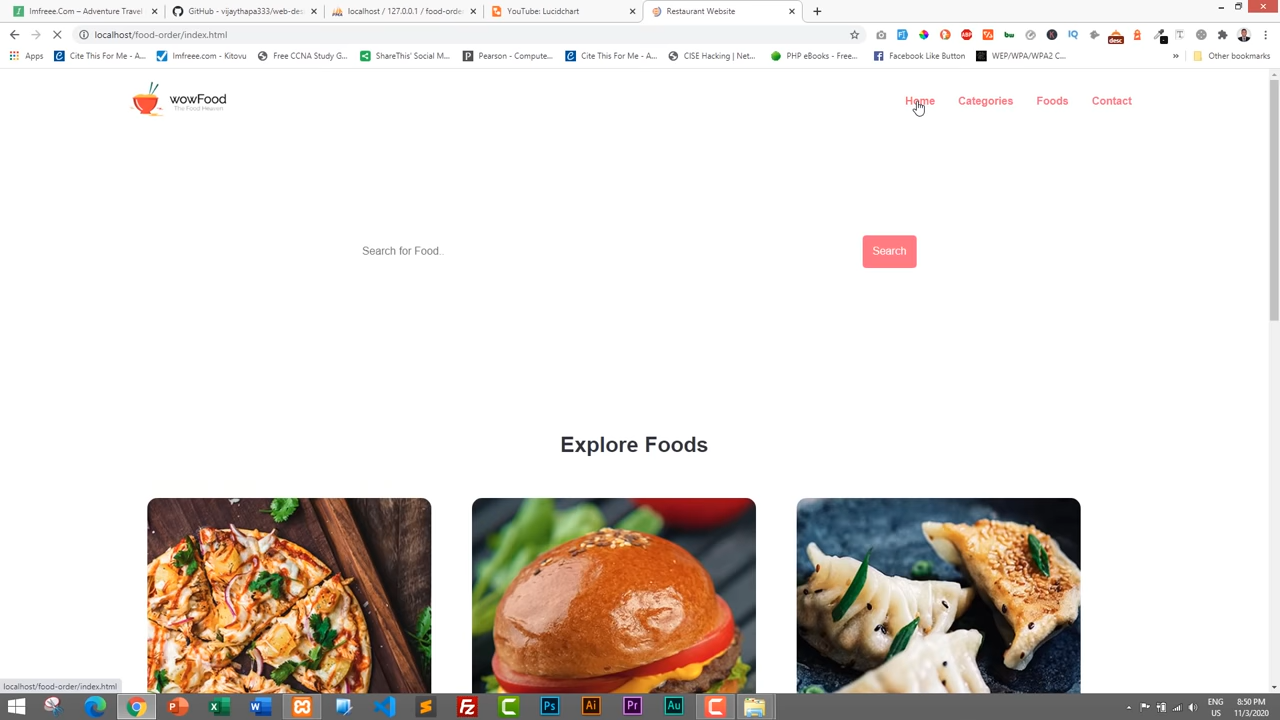 Imfreee.Com – Adventure Travel
GitHub - vijaythapa333/web-des
localhost / 127.0.0.1 / food-orde
YouTube: Lucidchart
Restaurant Website
localhost/food-order/index.html
Apps
Cite This For Me - A...
Imfreee.com - Kitovu
Free CCNA Study G...
ShareThis' Social M...
Pearson - Compute...
Cite This For Me - A...
CISE Hacking | Net...
PHP eBooks - Free...
Facebook Like Button
WEP/WPA/WPA2 C...
»
Other bookmarks
wowFood
The Food Heaven
Home
Categories
Foods
Contact
Search for Food..
Search
Explore Foods
localhost/food-order/index.html
ENG
US
8:50 PM
11/3/2020